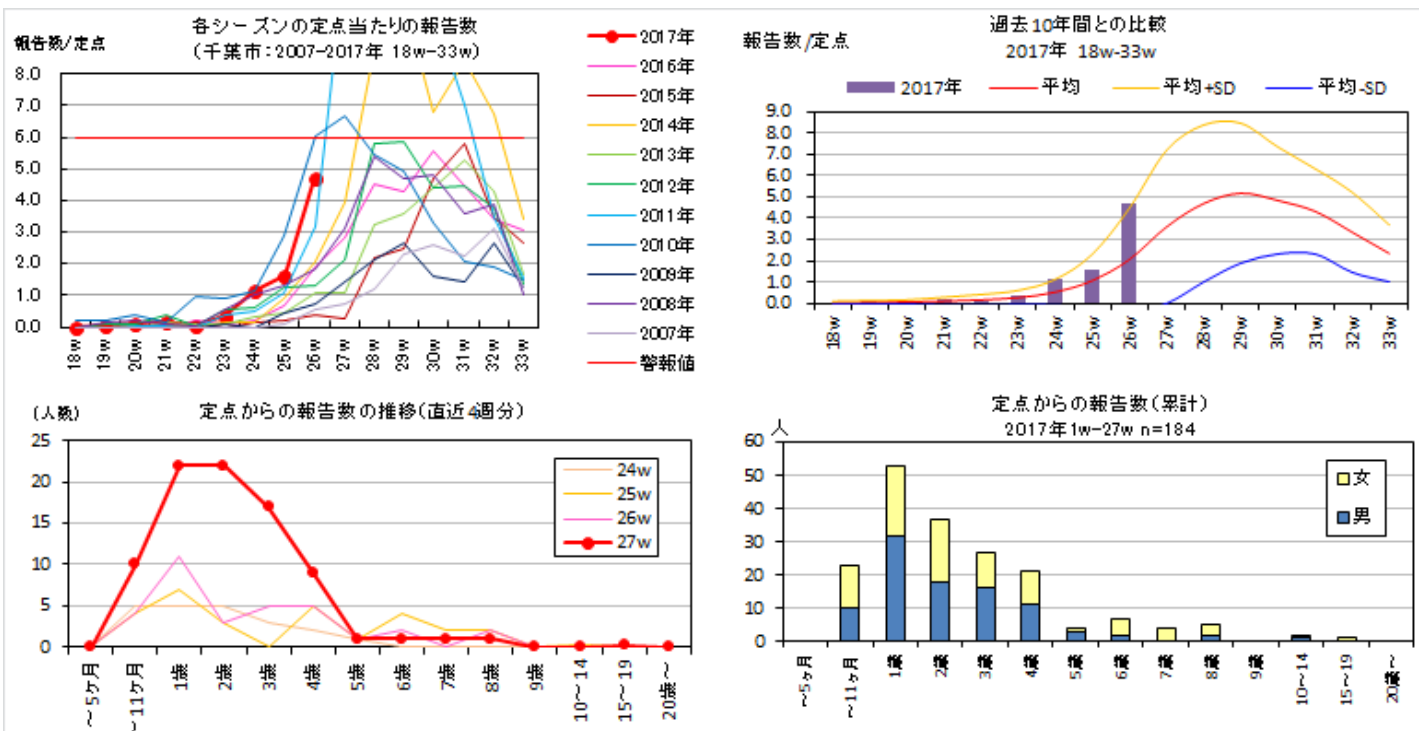 各シーズンの定点当たりの報告数
(千葉市：2007-2017年 18w-33w)
報告数/定点
8.0
7.0
6.0
5.0
4.0
3.0
2.0
1.0
0.0
18w
19w
20w
21w
22w
23w
24w
25w
26w
27w
28w
29w
30w
31w
32w
33w
2017年
2016年
2015年
2014年
2013年
2012年
2011年
2010年
2009年
2008年
2007年
警報値
過去10年間との比較
2017年 18w-33w
報告数/定点
2017年
平均
平均+SD
平均-SD
9.0
8.0
7.0
6.0
5.0
4.0
3.0
2.0
1.0
0.0
18w
19w
20w
21w
22w
23w
24w
25w
26w
27w
28w
29w
30w
31w
32w
33w
定点からの報告数の推移(直近4週分)
(人数)
25
20
15
10
5
0
～5ヶ月
～11ヶ月
1歳
2歳
3歳
4歳
5歳
6歳
7歳
8歳
9歳
10～14
15～19
20歳～
24w
25w
26w
27w
定点からの報告数(累計)
2017年1w-27w n=184
人
60
50
40
30
20
10
0
～5ヶ月
～11ヶ月
1歳
2歳
3歳
4歳
5歳
6歳
7歳
8歳
9歳
10～14
15～19
20歳～
女
男